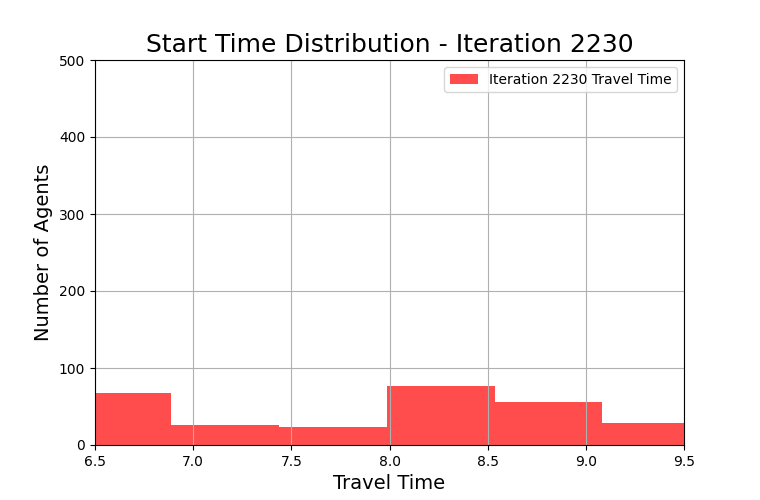 Start Time Distribution - Iteration 2230
Iteration 2230 Travel Time
Number of Agents
500
400
300
200
100
0
6.5 7.0 7.5 8.0 8.5 9.0 9.5
Travel Time